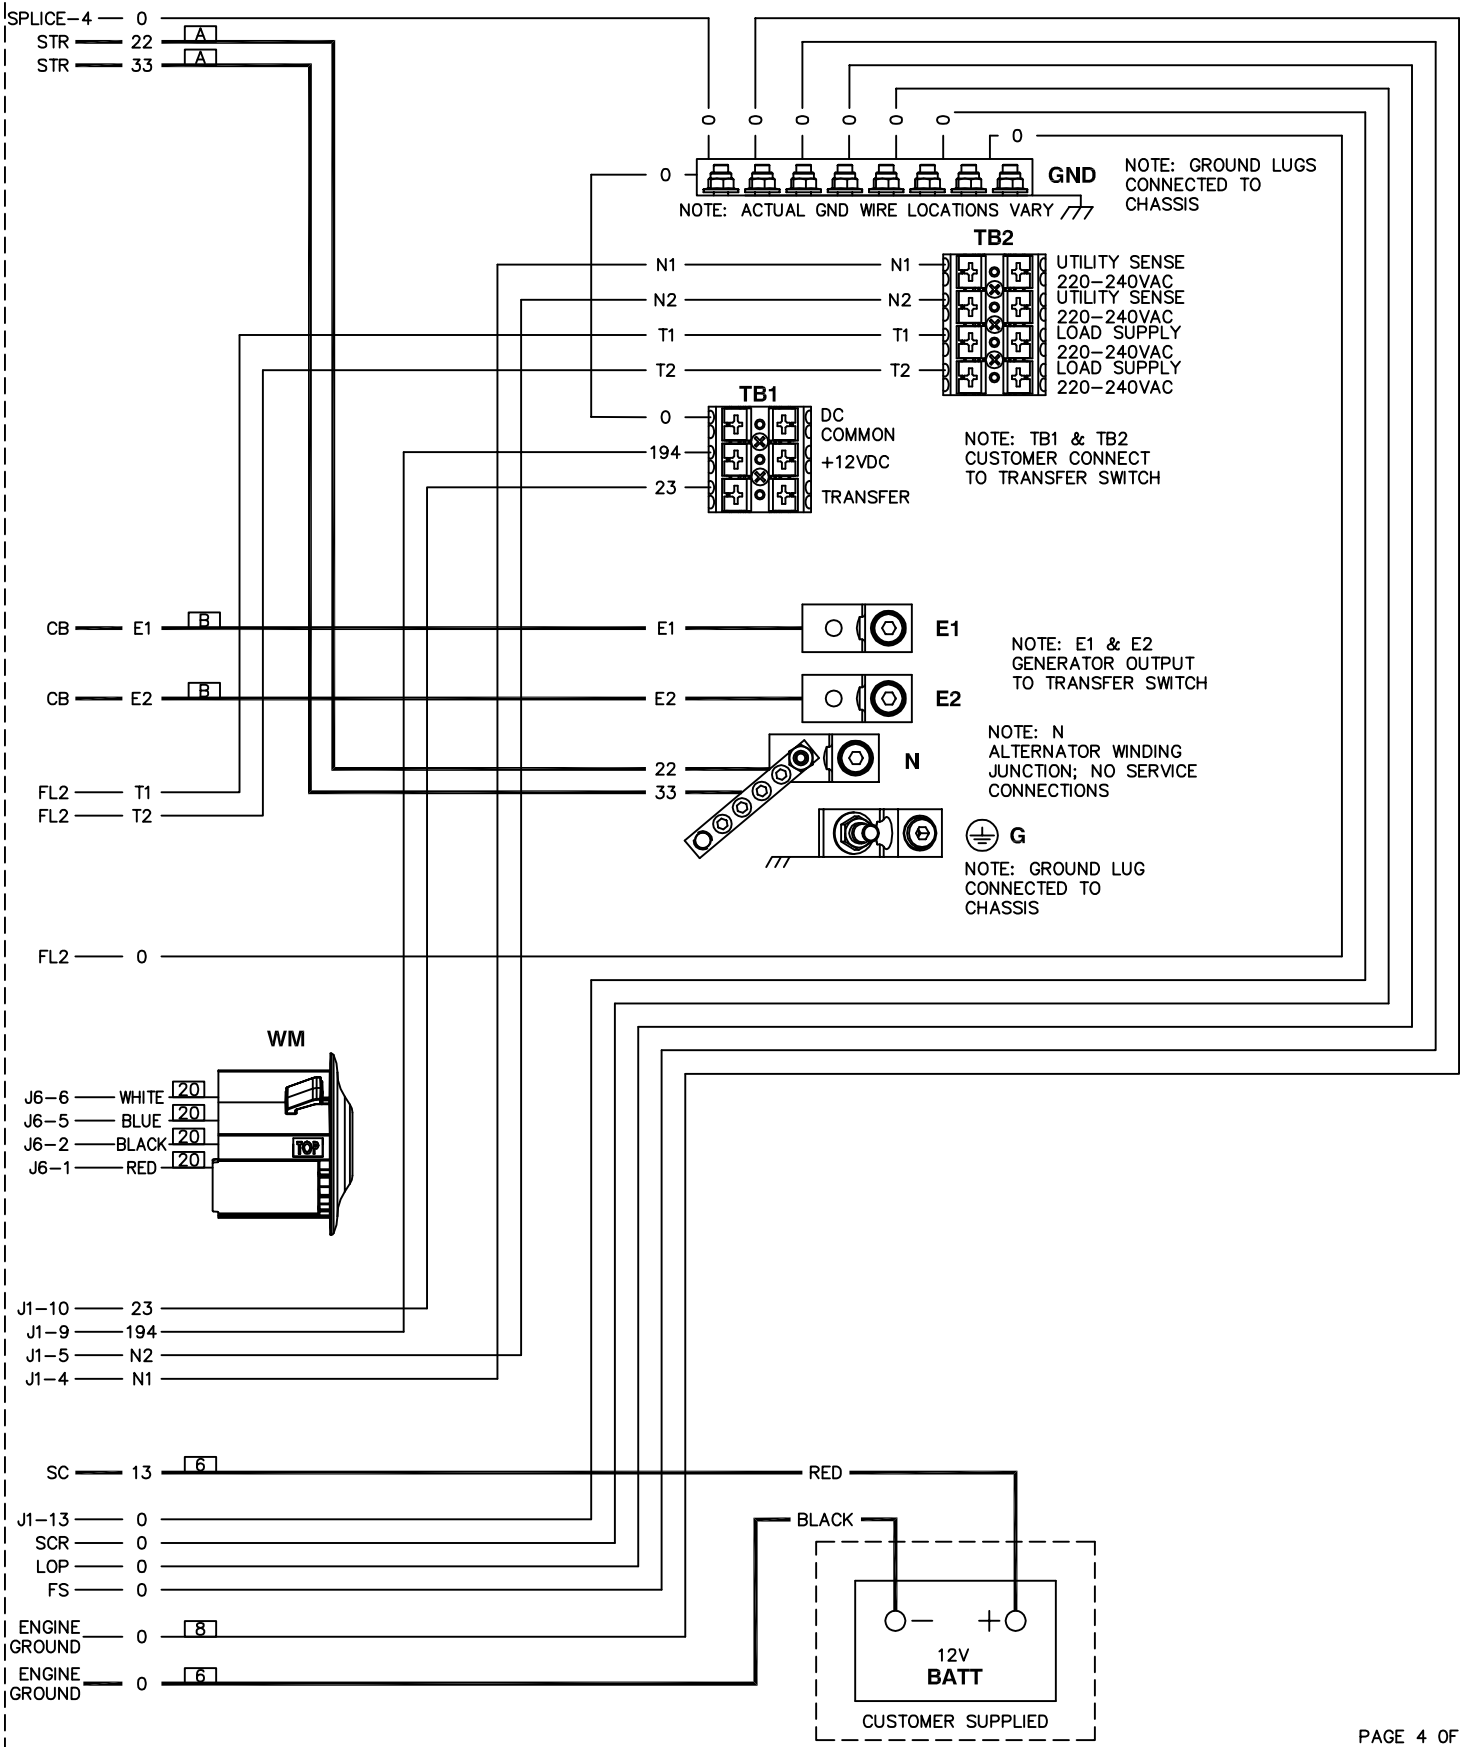 SPLICE-4 0
STR 22 A
STR 33 A
0 0 0 0 0 0
0
0 GND
NOTE: GROUND LUGS
CONNECTED TO
CHASSIS
NOTE: ACTUAL GND WIRE LOCATIONS VARY
TB2
N1 N1 UTILITY SENSE
220-240VAC
N2 N2 UTILITY SENSE
220-240VAC
T1 T1 LOAD SUPPLY
220-240VAC
T2 T2 LOAD SUPPLY
220-240VAC
TB1
0 DC
COMMON
194 +12VDC
23 TRANSFER
NOTE: TB1 & TB2
CUSTOMER CONNECT
TO TRANSFER SWITCH
CB E1 B E1 E1
NOTE: E1 & E2
GENERATOR OUTPUT
TO TRANSFER SWITCH
CB E2 B E2 E2
NOTE: N
ALTERNATOR WINDING
JUNCTION; NO SERVICE
CONNECTIONS
22 N
33
FL2 T1
FL2 T2
G
NOTE: GROUND LUG
CONNECTED TO
CHASSIS
FL2 0
WM
J6-6 WHITE 20
J6-5 BLUE 20
J6-2 BLACK 20
J6-1 RED 20
TOP
J1-10 23
J1-9 194
J1-5 N2
J1-4 N1
SC 13 6 RED
J1-13 0 BLACK
SCR 0
LOP 0
FS 0
ENGINE
GROUND 0 8
ENGINE
GROUND 0 6
- +
12V
BATT
CUSTOMER SUPPLIED
PAGE 4 OF